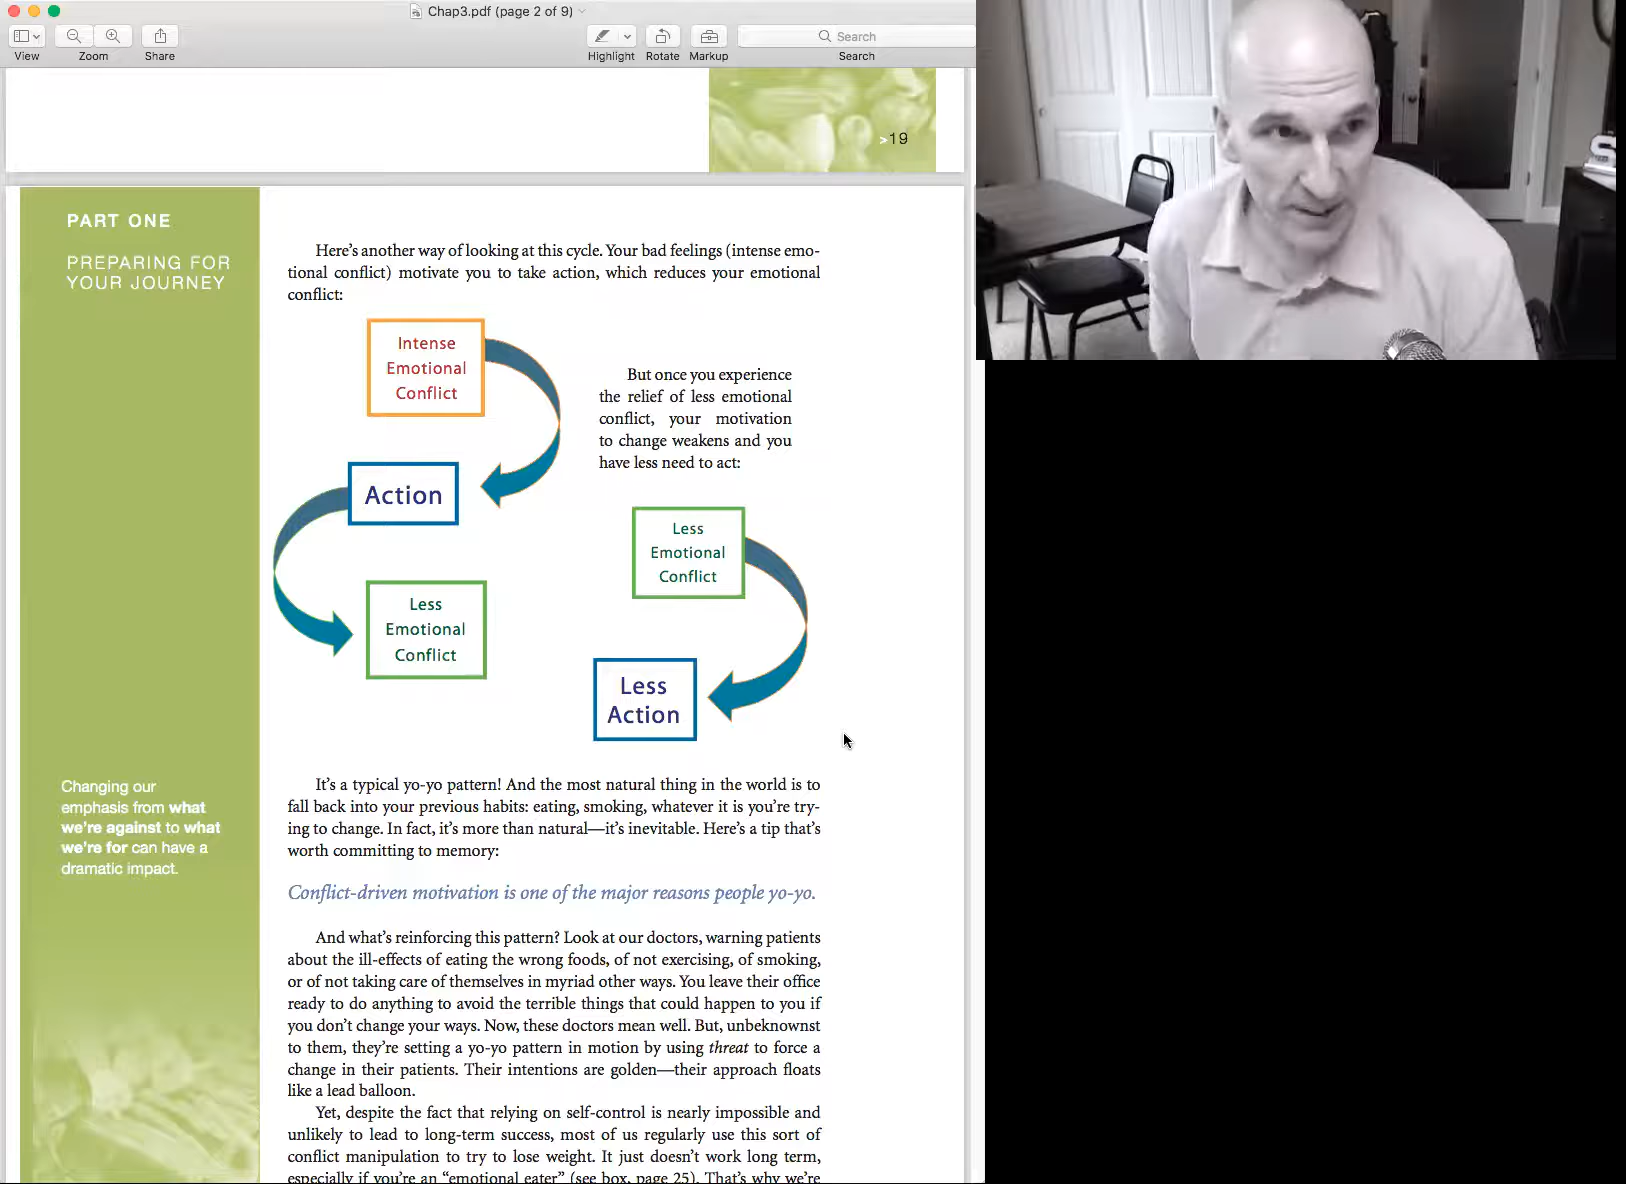 Chap3.pdf (page 2 of 9)
View
Zoom
Share
Highlight
Rotate
Markup
Search
Search
>19
PART ONE
PREPARING FOR
YOUR JOURNEY
Here's another way of looking at this cycle. Your bad feelings (intense emo-
tional conflict) motivate you to take action, which reduces your emotional
conflict:
Intense
Emotional
Conflict
Action
Less
Emotional
Conflict
But once you experience
the relief of less emotional
conflict, your motivation
to change weakens and you
have less need to act:
Less
Emotional
Conflict
Less
Action
Changing our
emphasis from what
we're against to what
we're for can have a
dramatic impact.
It's a typical yo-yo pattern! And the most natural thing in the world is to
fall back into your previous habits: eating, smoking, whatever it is you're try-
ing to change. In fact, it's more than natural—it's inevitable. Here's a tip that's
worth committing to memory:
Conflict-driven motivation is one of the major reasons people yo-yo.
And what's reinforcing this pattern? Look at our doctors, warning patients
about the ill-effects of eating the wrong foods, of not exercising, of smoking,
or of not taking care of themselves in myriad other ways. You leave their office
ready to do anything to avoid the terrible things that could happen to you if
you don't change your ways. Now, these doctors mean well. But, unbeknownst
to them, they're setting a yo-yo pattern in motion by using threat to force a
change in their patients. Their intentions are golden—their approach floats
like a lead balloon.
Yet, despite the fact that relying on self-control is nearly impossible and
unlikely to lead to long-term success, most of us regularly use this sort of
conflict manipulation to try to lose weight. It just doesn't work long term,
especially if you're an "emotional eater" (see box, page 25). That's why we're